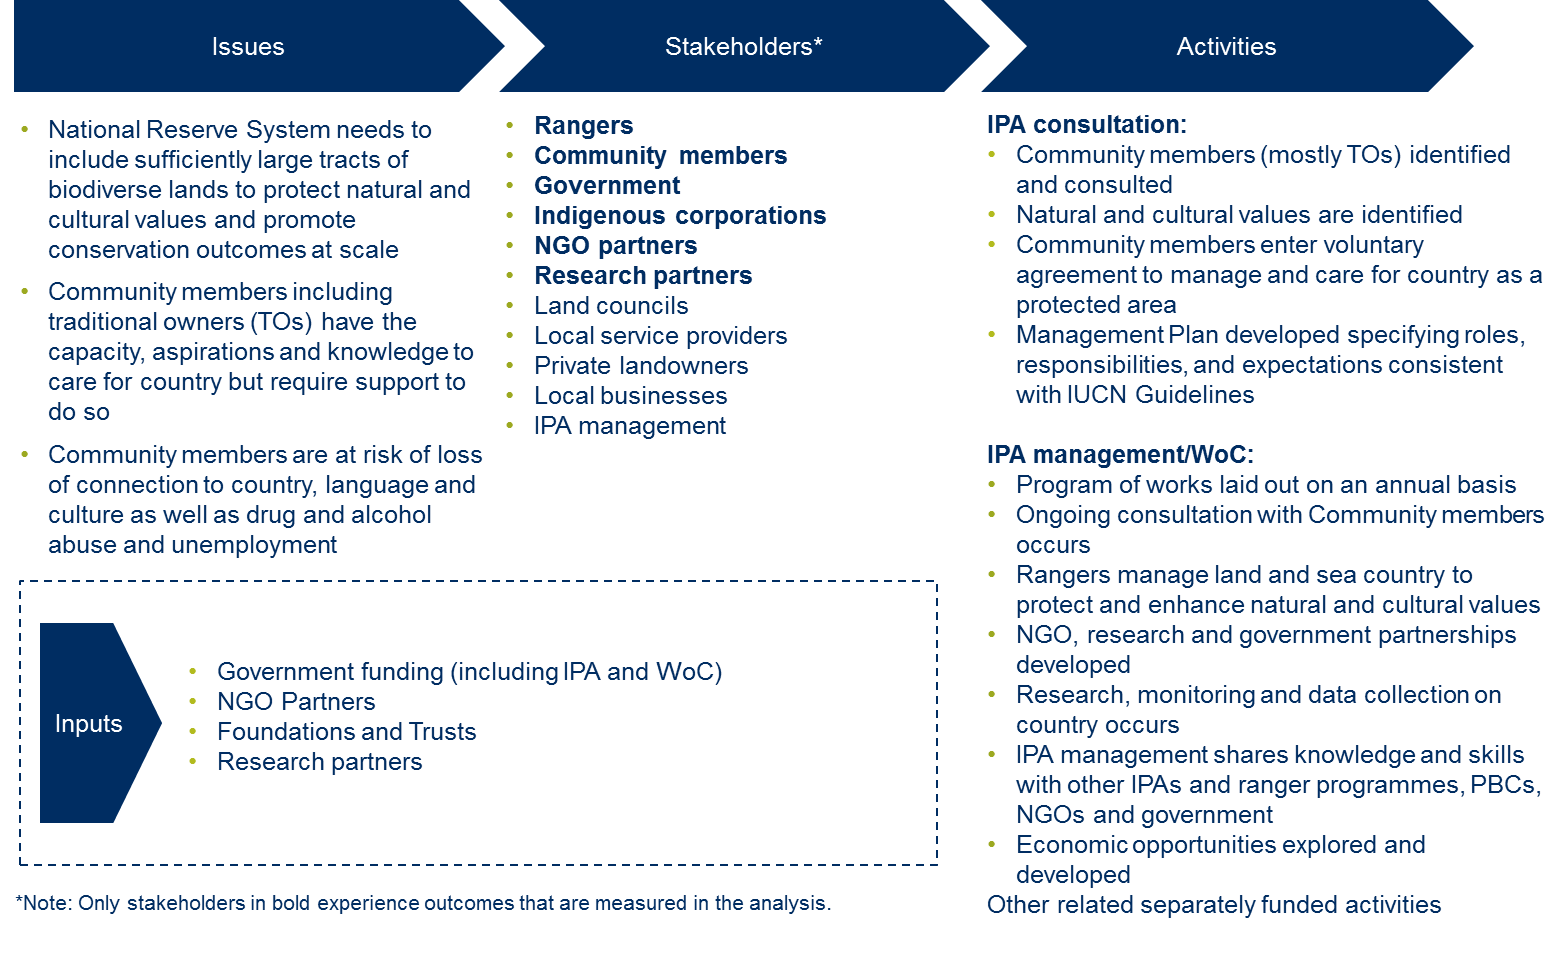 Issues
Stakeholders*
Activities
• National Reserve System needs to
include sufficiently large tracts of
biodiverse lands to protect natural and
cultural values and promote
conservation outcomes at scale
• Community members including
traditional owners (TOs) have the
capacity, aspirations and knowledge to
care for country but require support to
do so
• Community members are at risk of loss
of connection to country, language and
culture as well as drug and alcohol
abuse and unemployment
• Rangers
• Community members
• Government
• Indigenous corporations
• NGO partners
• Research partners
• Land councils
• Local service providers
• Private landowners
• Local businesses
• IPA management
Inputs
• Government funding (including IPA and WoC)
• NGO Partners
• Foundations and Trusts
• Research partners
*Note: Only stakeholders in bold experience outcomes that are measured in the analysis.
IPA consultation:
• Community members (mostly TOs) identified
and consulted
• Natural and cultural values are identified
• Community members enter voluntary
agreement to manage and care for country as a
protected area
• Management Plan developed specifying roles,
responsibilities, and expectations consistent
with IUCN Guidelines
IPA management/WoC:
• Program of works laid out on an annual basis
• Ongoing consultation with Community members
occurs
• Rangers manage land and sea country to
protect and enhance natural and cultural values
• NGO, research and government partnerships
developed
• Research, monitoring and data collection on
country occurs
• IPA management shares knowledge and skills
with other IPAs and ranger programmes, PBCs,
NGOs and government
• Economic opportunities explored and
developed
Other related separately funded activities